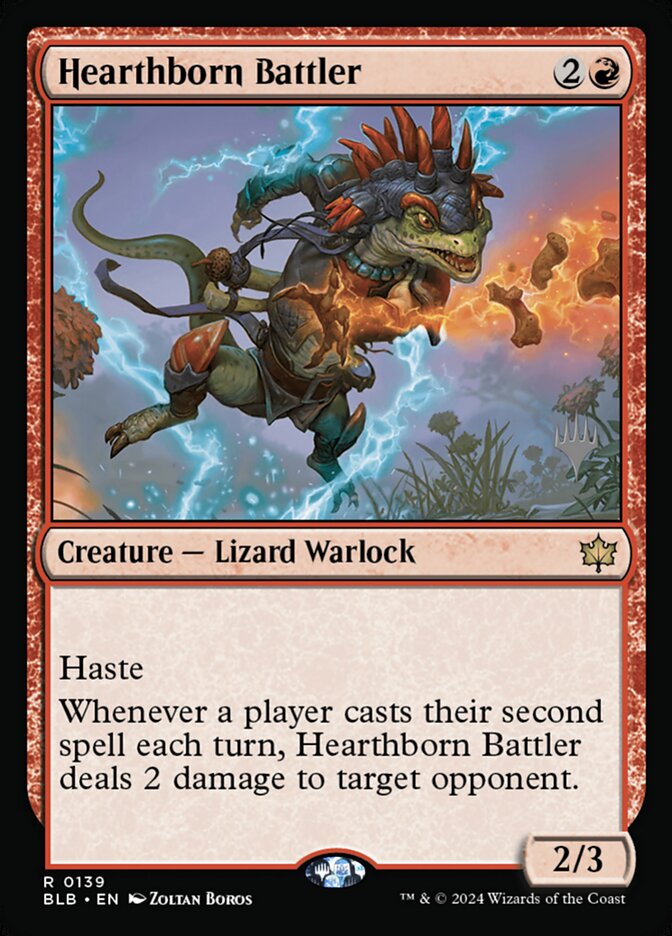 Hearthborn Battler 2
Creature — Lizard Warlock
Haste
Whenever a player casts their second
spell each turn, Hearthborn Battler
deals 2 damage to target opponent.
2/3
R 0139
BLB • EN Zoltan Boros
™ & © 2024 Wizards of the Coast